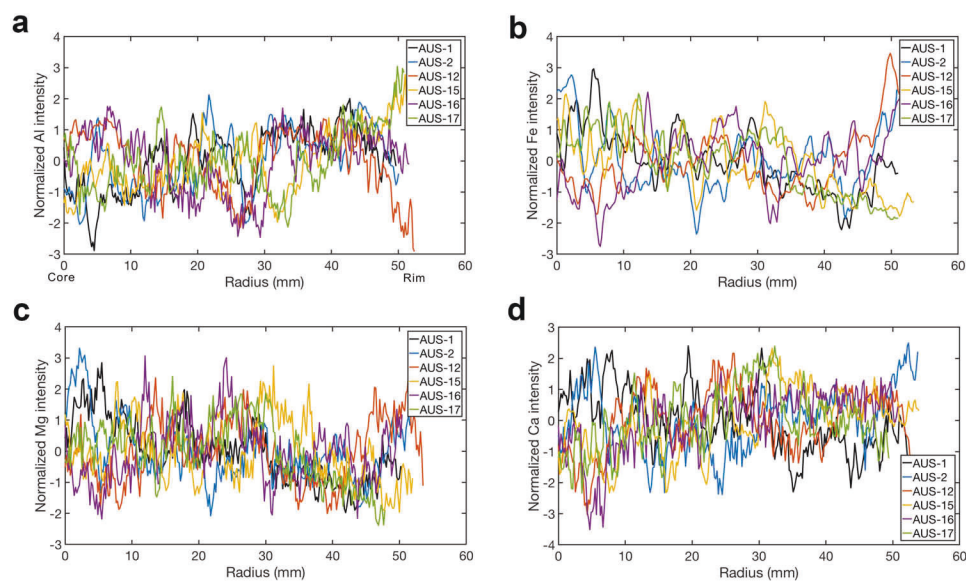 a
Normalized Al intensity
4
3
2
1
0
-1
-2
-3
AUS-1
AUS-2
AUS-12
AUS-15
AUS-16
AUS-17
0 10 20 30 40 50 60
Core Rim
Radius (mm)
b
Normalized Fe intensity
4
3
2
1
0
-1
-2
-3
AUS-1
AUS-2
AUS-12
AUS-15
AUS-16
AUS-17
0 10 20 30 40 50 60
Radius (mm)
c
Normalized Mg intensity
4
3
2
1
0
-1
-2
-3
AUS-1
AUS-2
AUS-12
AUS-15
AUS-16
AUS-17
0 10 20 30 40 50 60
Radius (mm)
d
Normalized Ca intensity
3
2
1
0
-1
-2
-3
-4
AUS-1
AUS-2
AUS-12
AUS-15
AUS-16
AUS-17
0 10 20 30 40 50 60
Radius (mm)